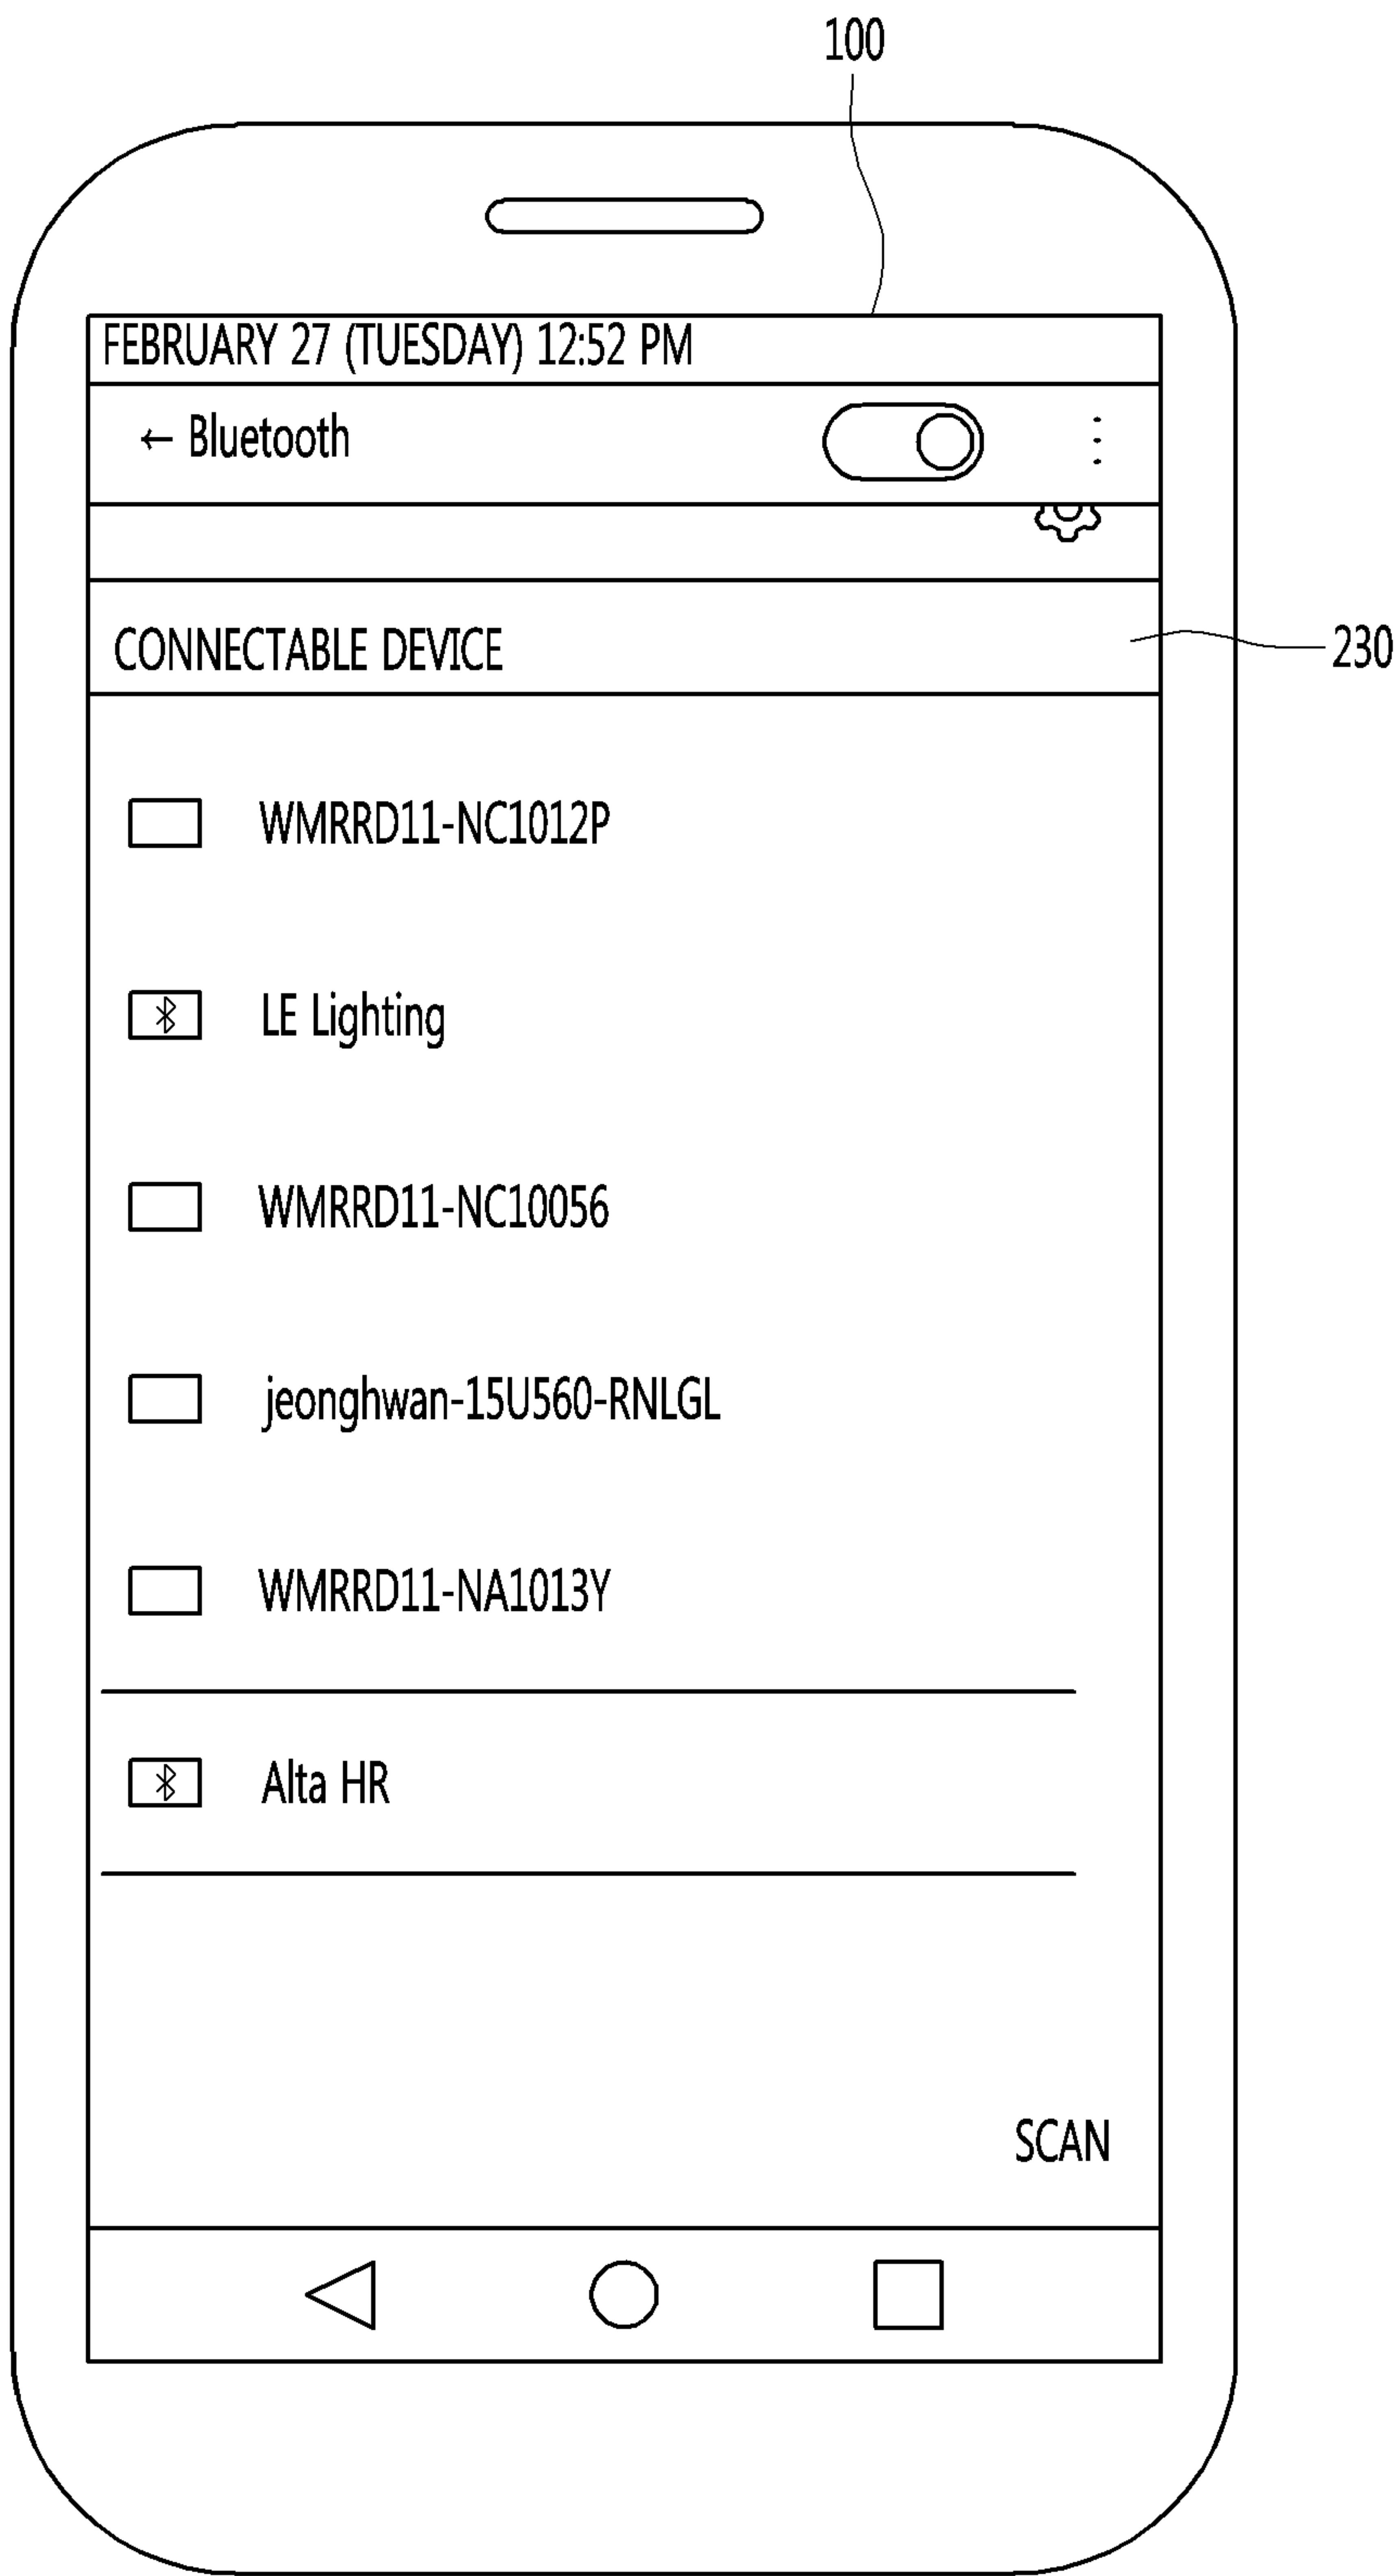 100
FEBRUARY 27 (TUESDAY) 12:52 PM
← Bluetooth
CONNECTABLE DEVICE
230
WMRRD11-NC1012P
LE Lighting
WMRRD11-NC10056
jeonghwan-15U560-RNLGL
WMRRD11-NA1013Y
Alta HR
SCAN